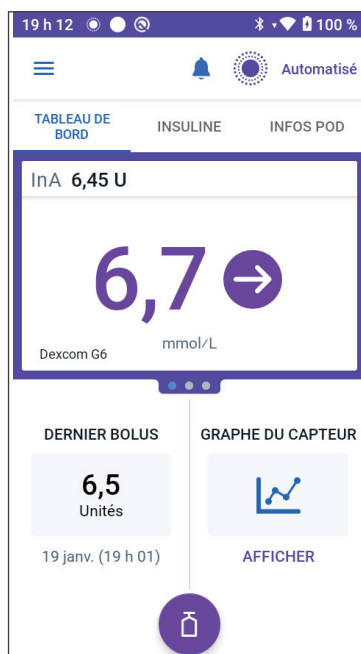 19 h 12 100 %
Automatisé
TABLEAU DE
BORD
INSULINE
INFOS POD
InA 6,45 U
6,7
mmol/L
Dexcom G6
DERNIER BOLUS
GRAPHE DU CAPTEUR
6,5
Unités
19 janv. (19 h 01)
AFFICHER